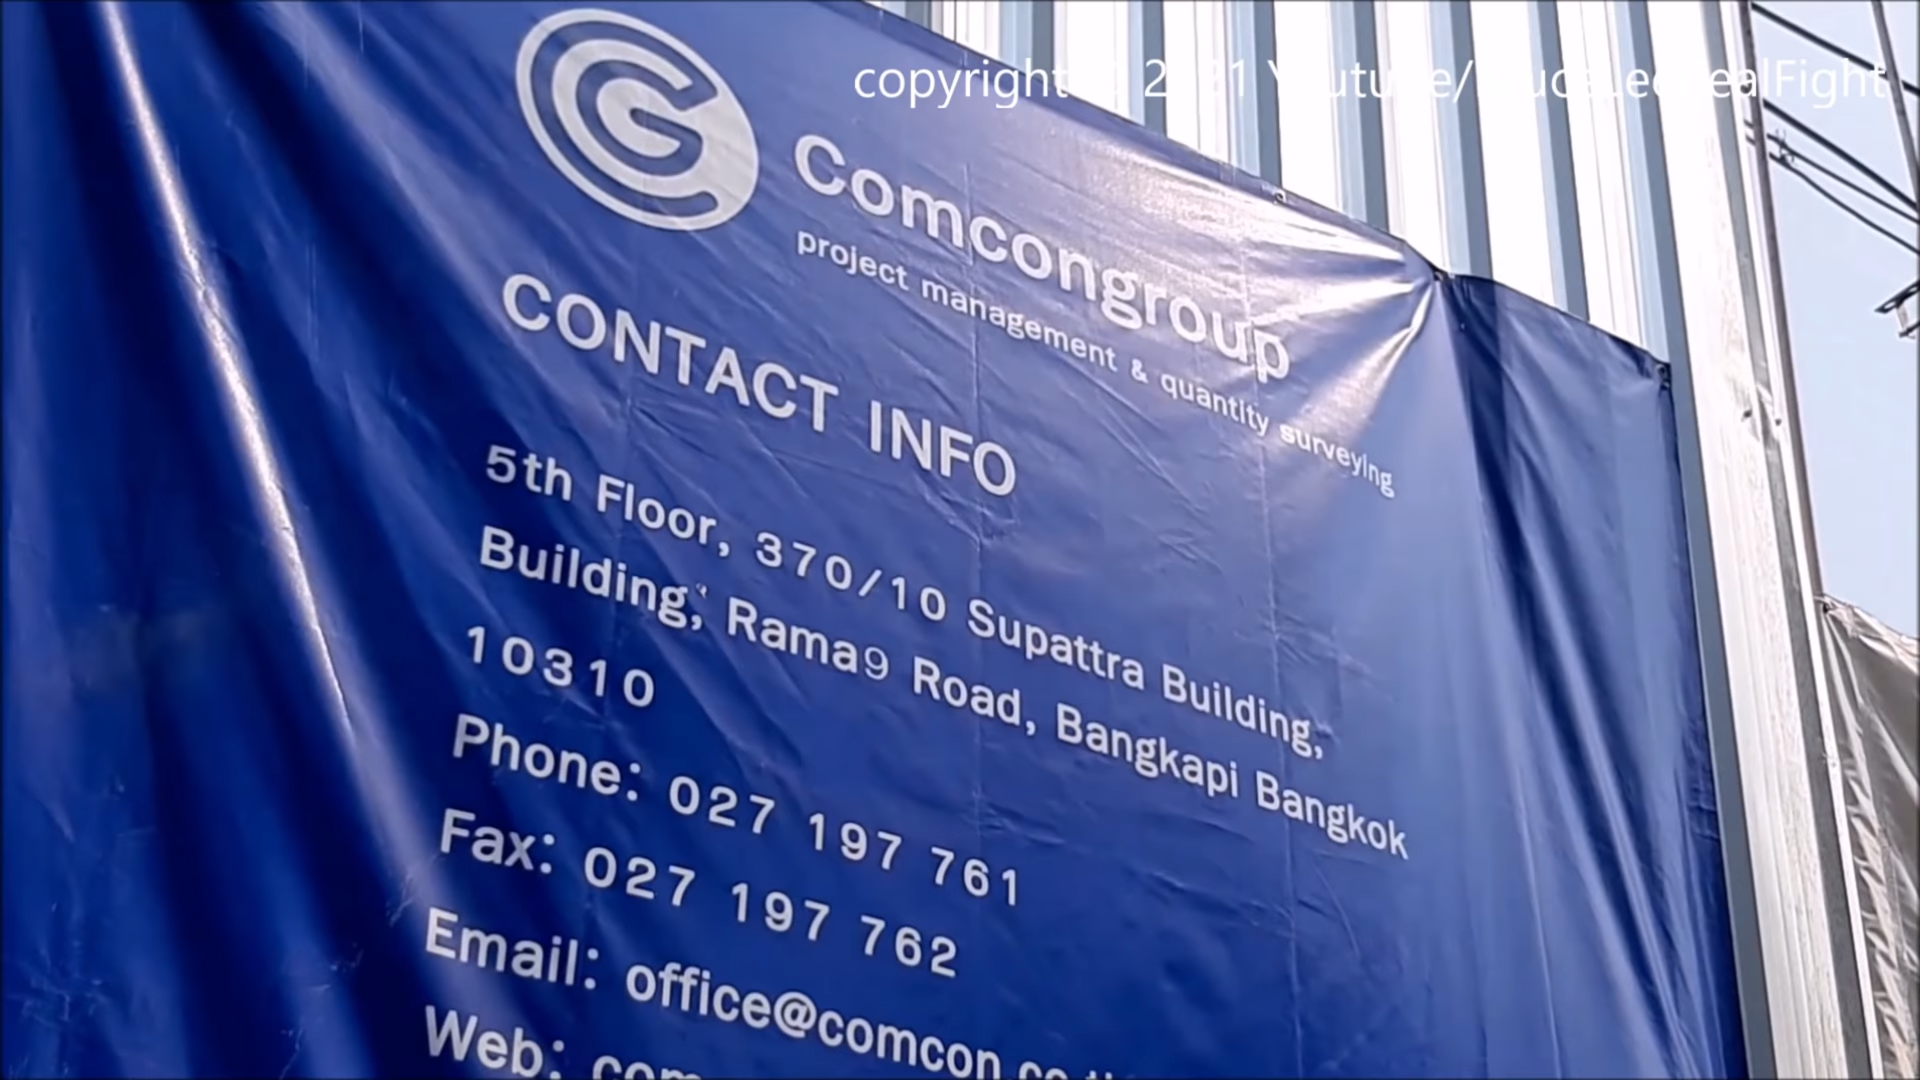 copyright
Comcongroup
project management & quantity surveying
CONTACT INFO
5th Floor, 370/10 Supattra Building,
Building, Rama9 Road, Bangkapi Bangkok
10310
Phone: 027 197 761
Fax: 027 197 762
Email: office@comcon.co
Web: